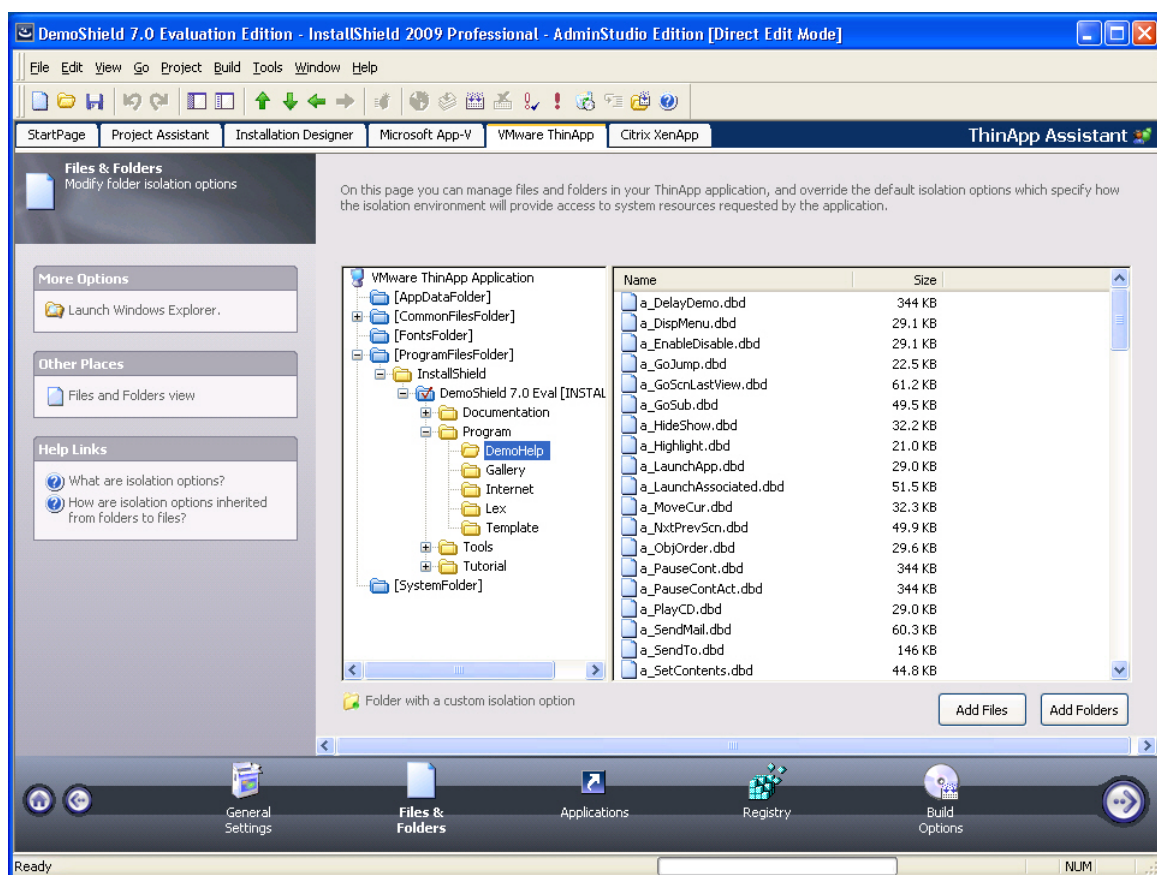 DemoShield 7.0 Evaluation Edition - InstallShield 2009 Professional - AdminStudio Edition [Direct Edit Mode]
File Edit View Go Project Build Tools Window Help
StartPage Project Assistant Installation Designer Microsoft App-V VMware ThinApp Citrix XenApp ThinApp Assistant
Files & Folders
Modify folder isolation options
On this page you can manage files and folders in your ThinApp application, and override the default isolation options which specify how
the isolation environment will provide access to system resources requested by the application.
More Options
Launch Windows Explorer.
Other Places
Files and Folders view
Help Links
What are isolation options?
How are isolation options inherited
from folders to files?
VMware ThinApp Application
[AppDataFolder]
[CommonFilesFolder]
[FontsFolder]
[ProgramFilesFolder]
InstallShield
DemoShield 7.0 Eval [INSTAL
Documentation
Program
DemoHelp
Gallery
Internet
Lex
Template
Tools
Tutorial
[SystemFolder]
Name Size
a_DelayDemo.dbd 344 KB
a_DispMenu.dbd 29.1 KB
a_EnableDisable.dbd 29.1 KB
a_GoJump.dbd 22.5 KB
a_GoScnLastView.dbd 61.2 KB
a_GoSub.dbd 49.5 KB
a_HideShow.dbd 32.2 KB
a_Highlight.dbd 21.0 KB
a_LaunchApp.dbd 29.0 KB
a_LaunchAssociated.dbd 51.5 KB
a_MoveCur.dbd 32.3 KB
a_NxtPrevScn.dbd 49.9 KB
a_ObjOrder.dbd 29.6 KB
a_PauseCont.dbd 344 KB
a_PauseContAct.dbd 344 KB
a_PlayCD.dbd 29.0 KB
a_SendMail.dbd 60.3 KB
a_SendTo.dbd 146 KB
a_SetContents.dbd 44.8 KB
Folder with a custom isolation option
Add Files Add Folders
General
Settings
Files &
Folders
Applications
Registry
Build
Options
Ready NUM